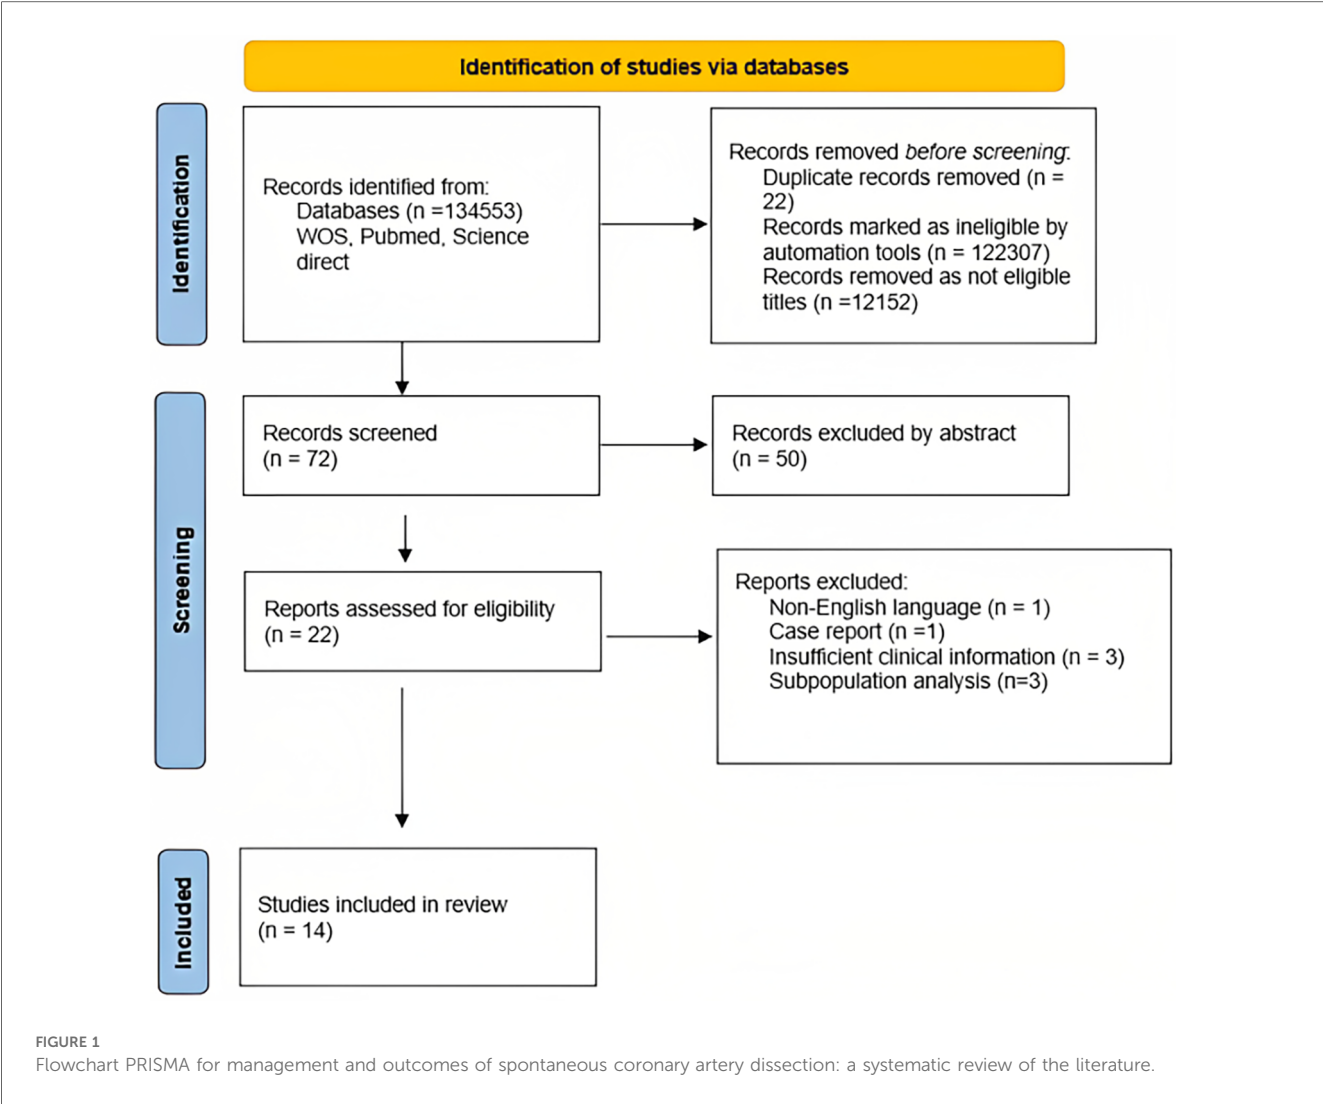 Identification of studies via databases
Identification
Records identified from:
Databases (n =134553)
WOS, Pubmed, Science
direct
Records removed before screening:
Duplicate records removed (n =
22)
Records marked as ineligible by
automation tools (n = 122307)
Records removed as not eligible
titles (n =12152)
Screening
Records screened
(n = 72)
Records excluded by abstract
(n = 50)
Reports assessed for eligibility
(n = 22)
Reports excluded:
Non-English language (n = 1)
Case report (n =1)
Insufficient clinical information (n = 3)
Subpopulation analysis (n=3)
Included
Studies included in review
(n = 14)
FIGURE 1
Flowchart PRISMA for management and outcomes of spontaneous coronary artery dissection: a systematic review of the literature.